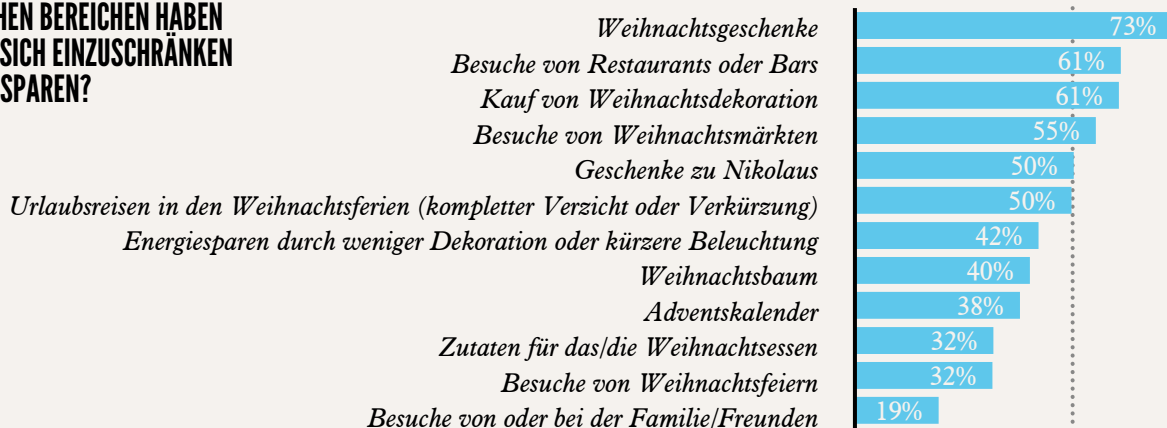 HEN BEREICHEN HABEN
SICH EINZUSCHRÄNKEN
SPAREN?
Weihnachtsgeschenke 73%
Besuche von Restaurants oder Bars 61%
Kauf von Weihnachtsdekoration 61%
Besuche von Weihnachtsmärkten 55%
Geschenke zu Nikolaus 50%
Urlaubsreisen in den Weihnachtsferien (kompletter Verzicht oder Verkürzung) 50%
Energiesparen durch weniger Dekoration oder kürzere Beleuchtung 42%
Weihnachtsbaum 40%
Adventskalender 38%
Zutaten für das/die Weihnachtsessen 32%
Besuche von Weihnachtsfeiern 32%
Besuche von oder bei der Familie/Freunden 19%